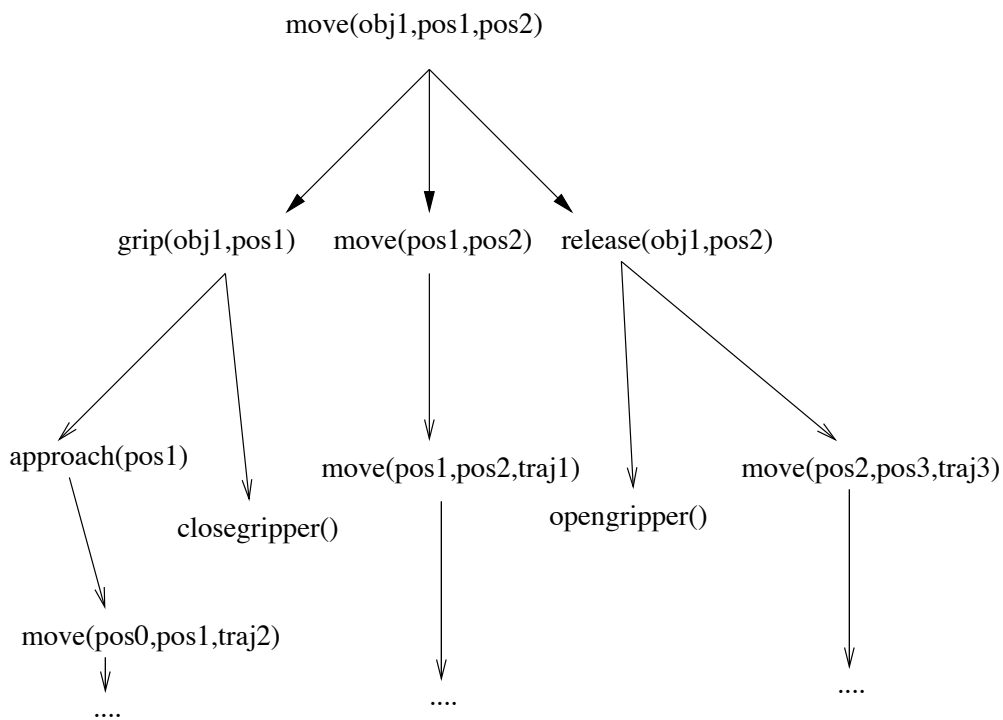 move(obj1,pos1,pos2)
grip(obj1,pos1)
move(pos1,pos2)
release(obj1,pos2)
approach(pos1)
move(pos1,pos2,traj1)
move(pos2,pos3,traj3)
closegripper()
opengripper()
move(pos0,pos1,traj2)
....
....
....